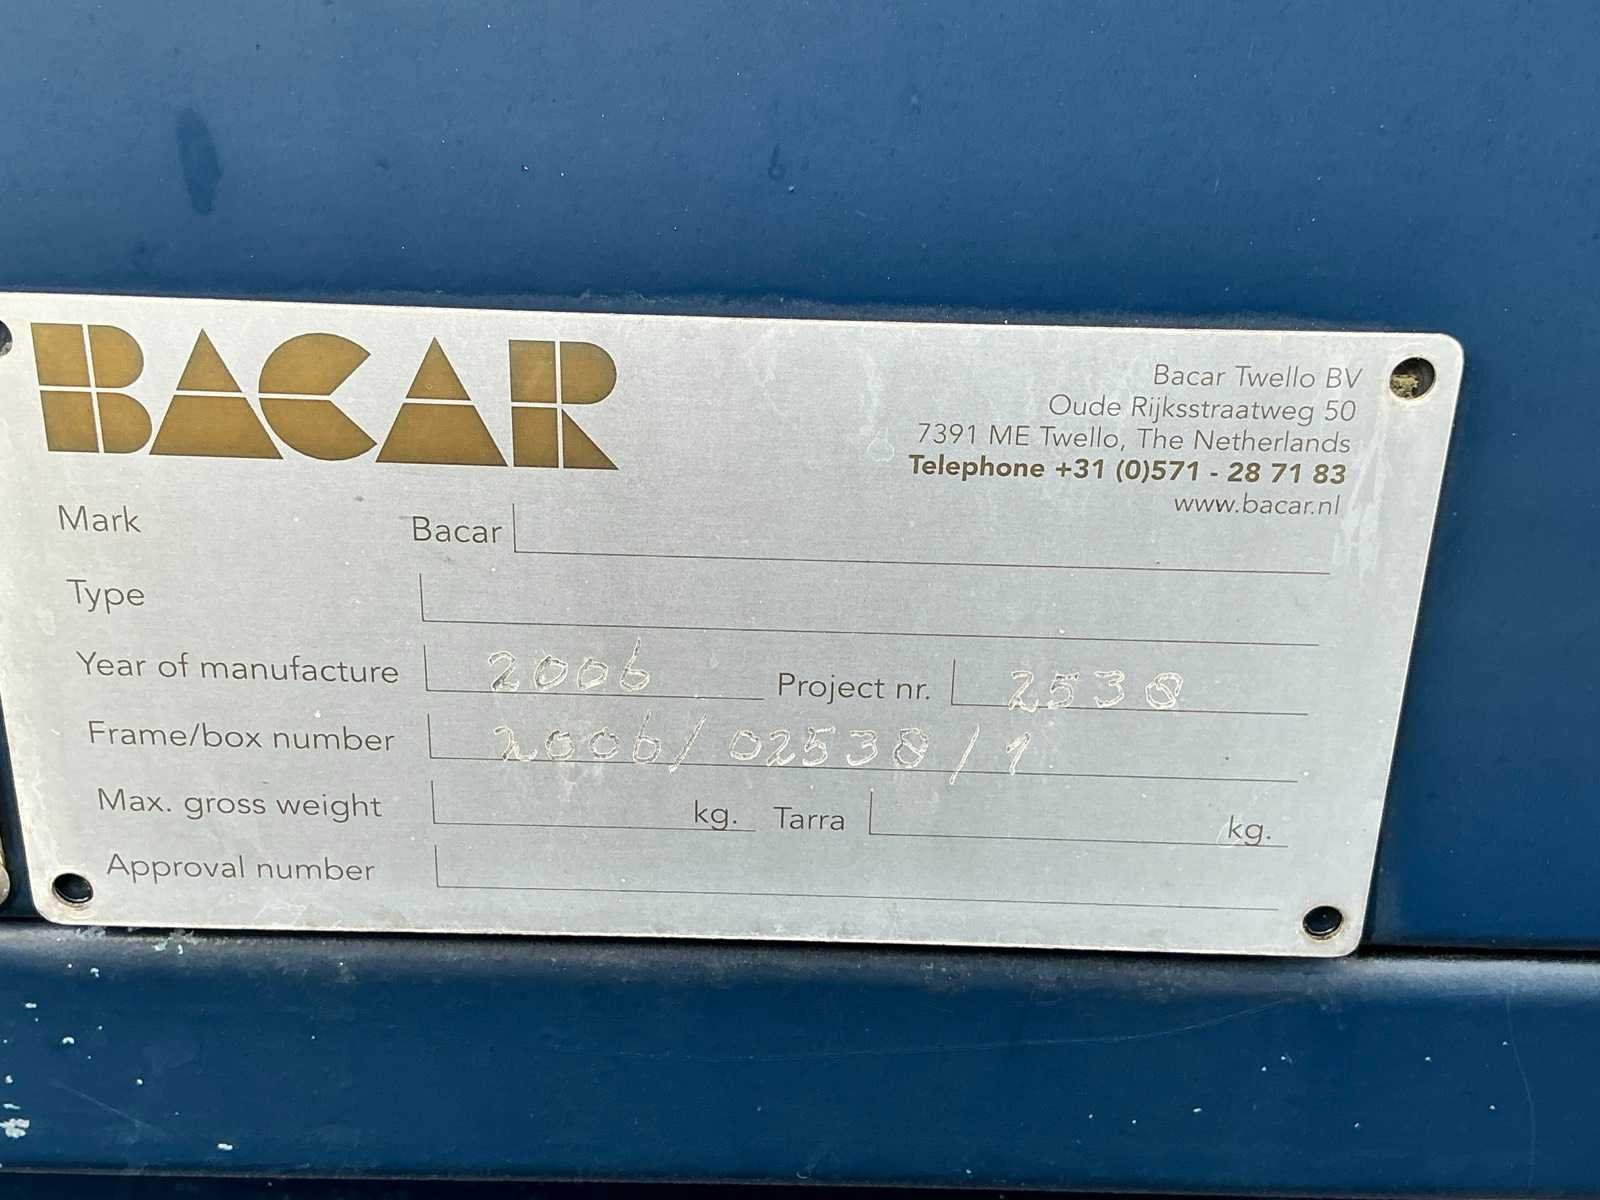 BACAR
Bacar Twello BV
Oude Rijksstraatweg 50
7391 ME Twello, The Netherlands
Telephone +31 (0)571 - 28 71 83
www.bacar.nl
Mark Bacar
Type
Year of manufacture 2006 Project nr. 2538
Frame/box number 2006/02538/1
Max. gross weight kg. Tarra kg.
Approval number